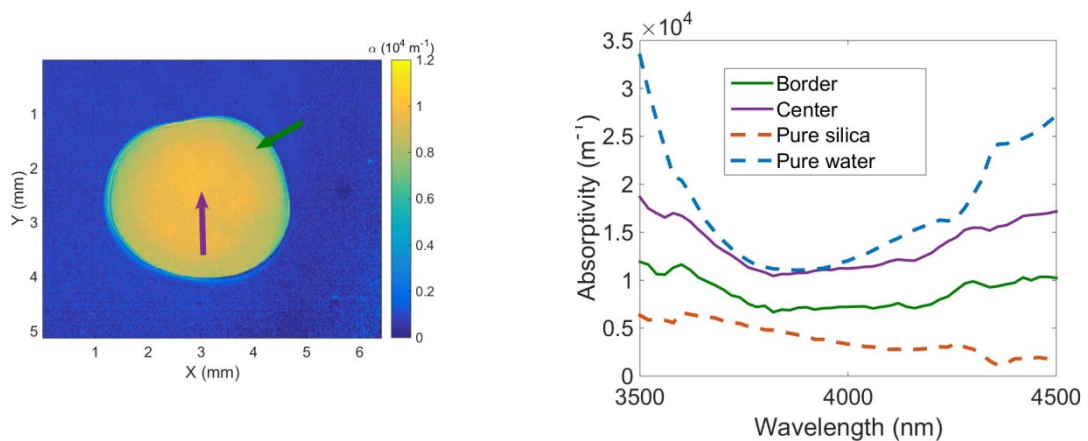 α (10⁴ m⁻¹)
1.2
1
0.8
0.6
0.4
0.2
0
1
2
3
4
5
Y (mm)
1 2 3 4 5 6
X (mm)
×10⁴
3.5
3
2.5
2
1.5
1
0.5
0
Absorptivity (m⁻¹)
Border
Center
Pure silica
Pure water
3500 4000 4500
Wavelength (nm)